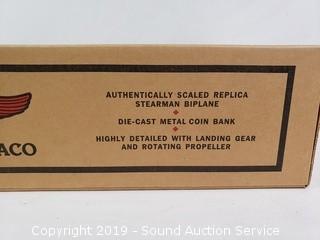 AUTHENTICALLY SCALED REPLICA
STEARMAN BIPLANE
DIE-CAST METAL COIN BANK
HIGHLY DETAILED WITH LANDING GEAR
AND ROTATING PROPELLER
ACO
Copyright 2019 - Sound Auction Service